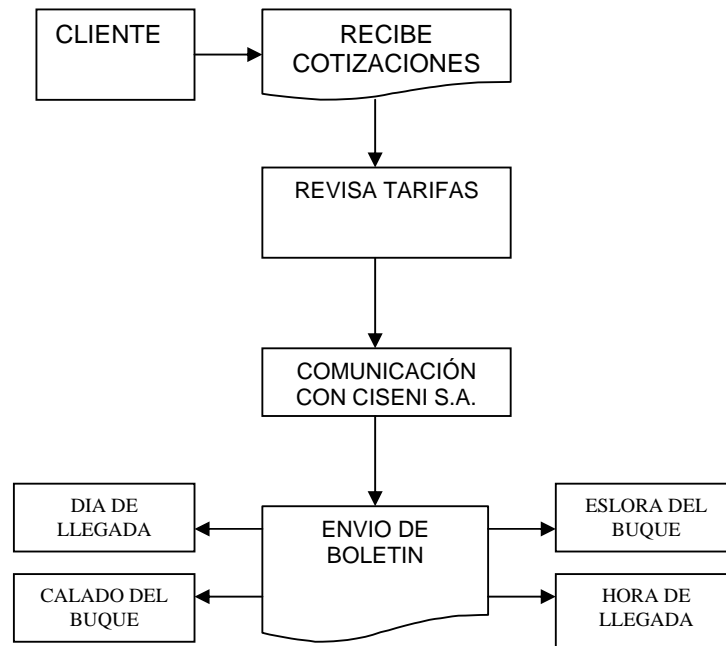 CLIENTE
RECIBE
COTIZACIONES
REVISA TARIFAS
COMUNICACIÓN
CON CISENI S.A.
DIA DE
LLEGADA
ENVIO DE
BOLETIN
ESLORA DEL
BUQUE
CALADO DEL
BUQUE
HORA DE
LLEGADA